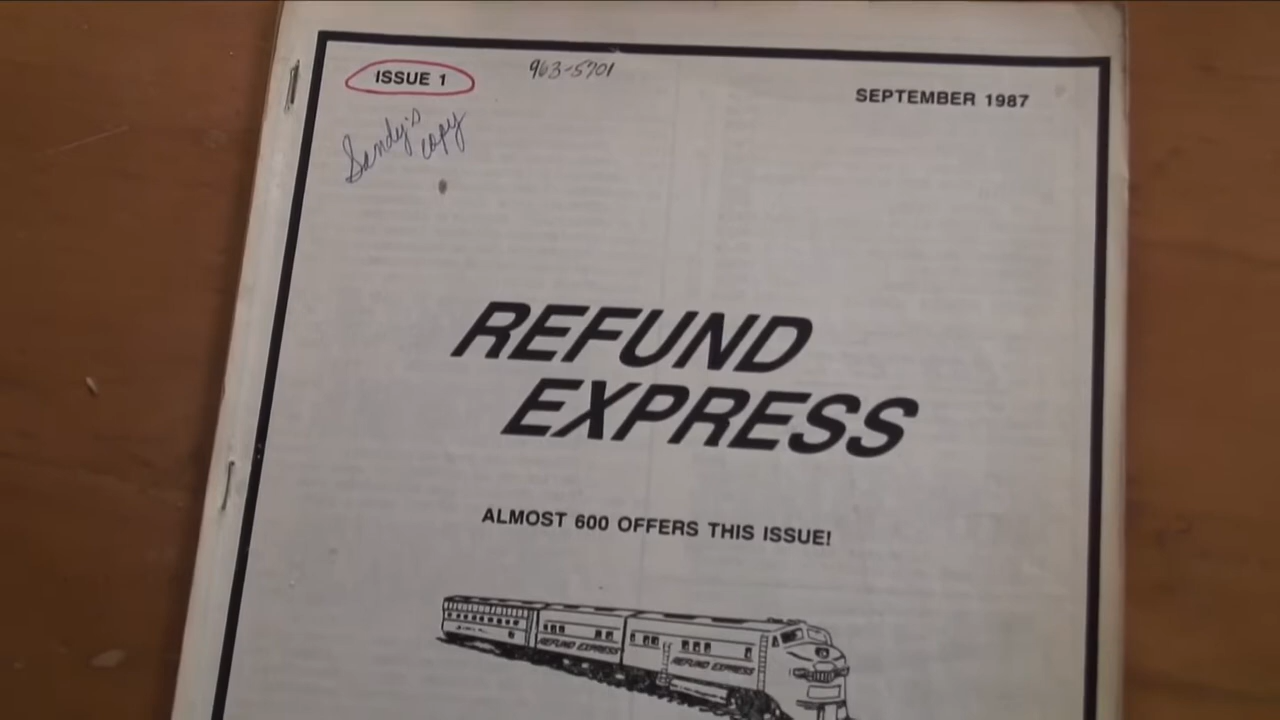 ISSUE 1
963-5701
SEPTEMBER 1987
Sandy's
copy
REFUND
EXPRESS
ALMOST 600 OFFERS THIS ISSUE!
REFUND EXPRESS
REFUND EXPRESS